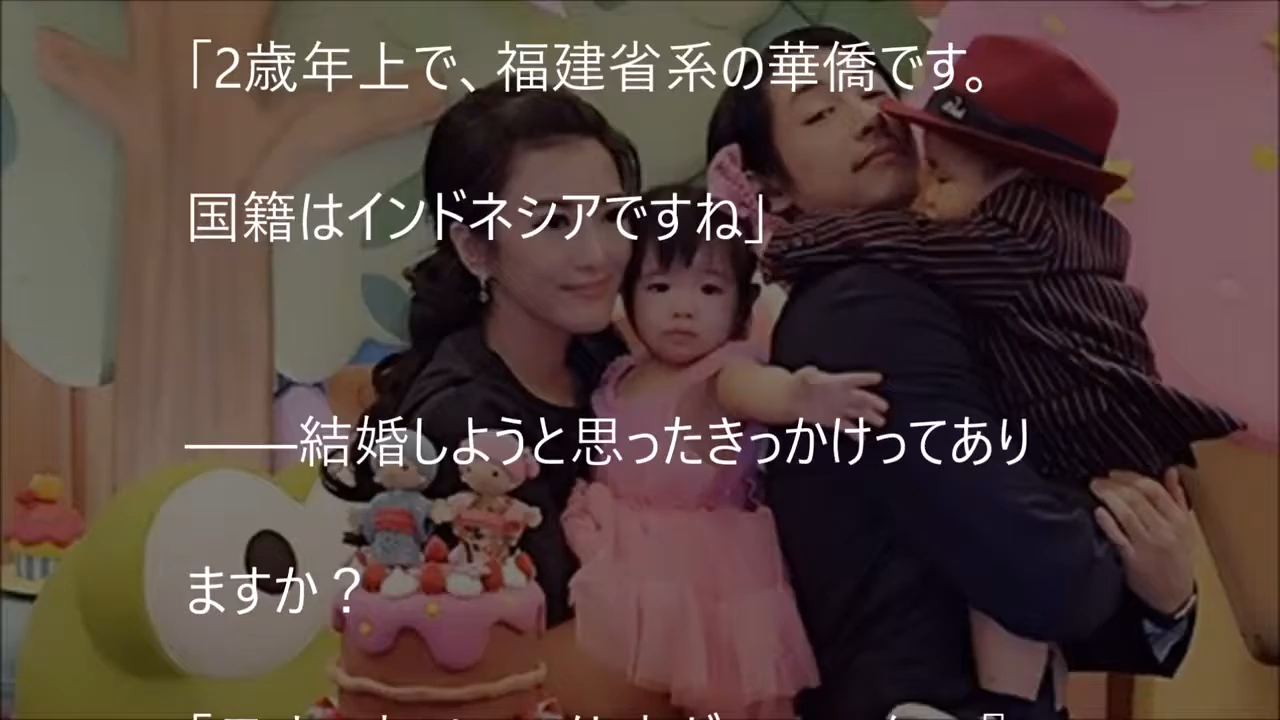 「2歳年上で、福建省系の華僑です。
国籍はインドネシアですね」
――結婚しようと思ったきっかけってあり
ますか？